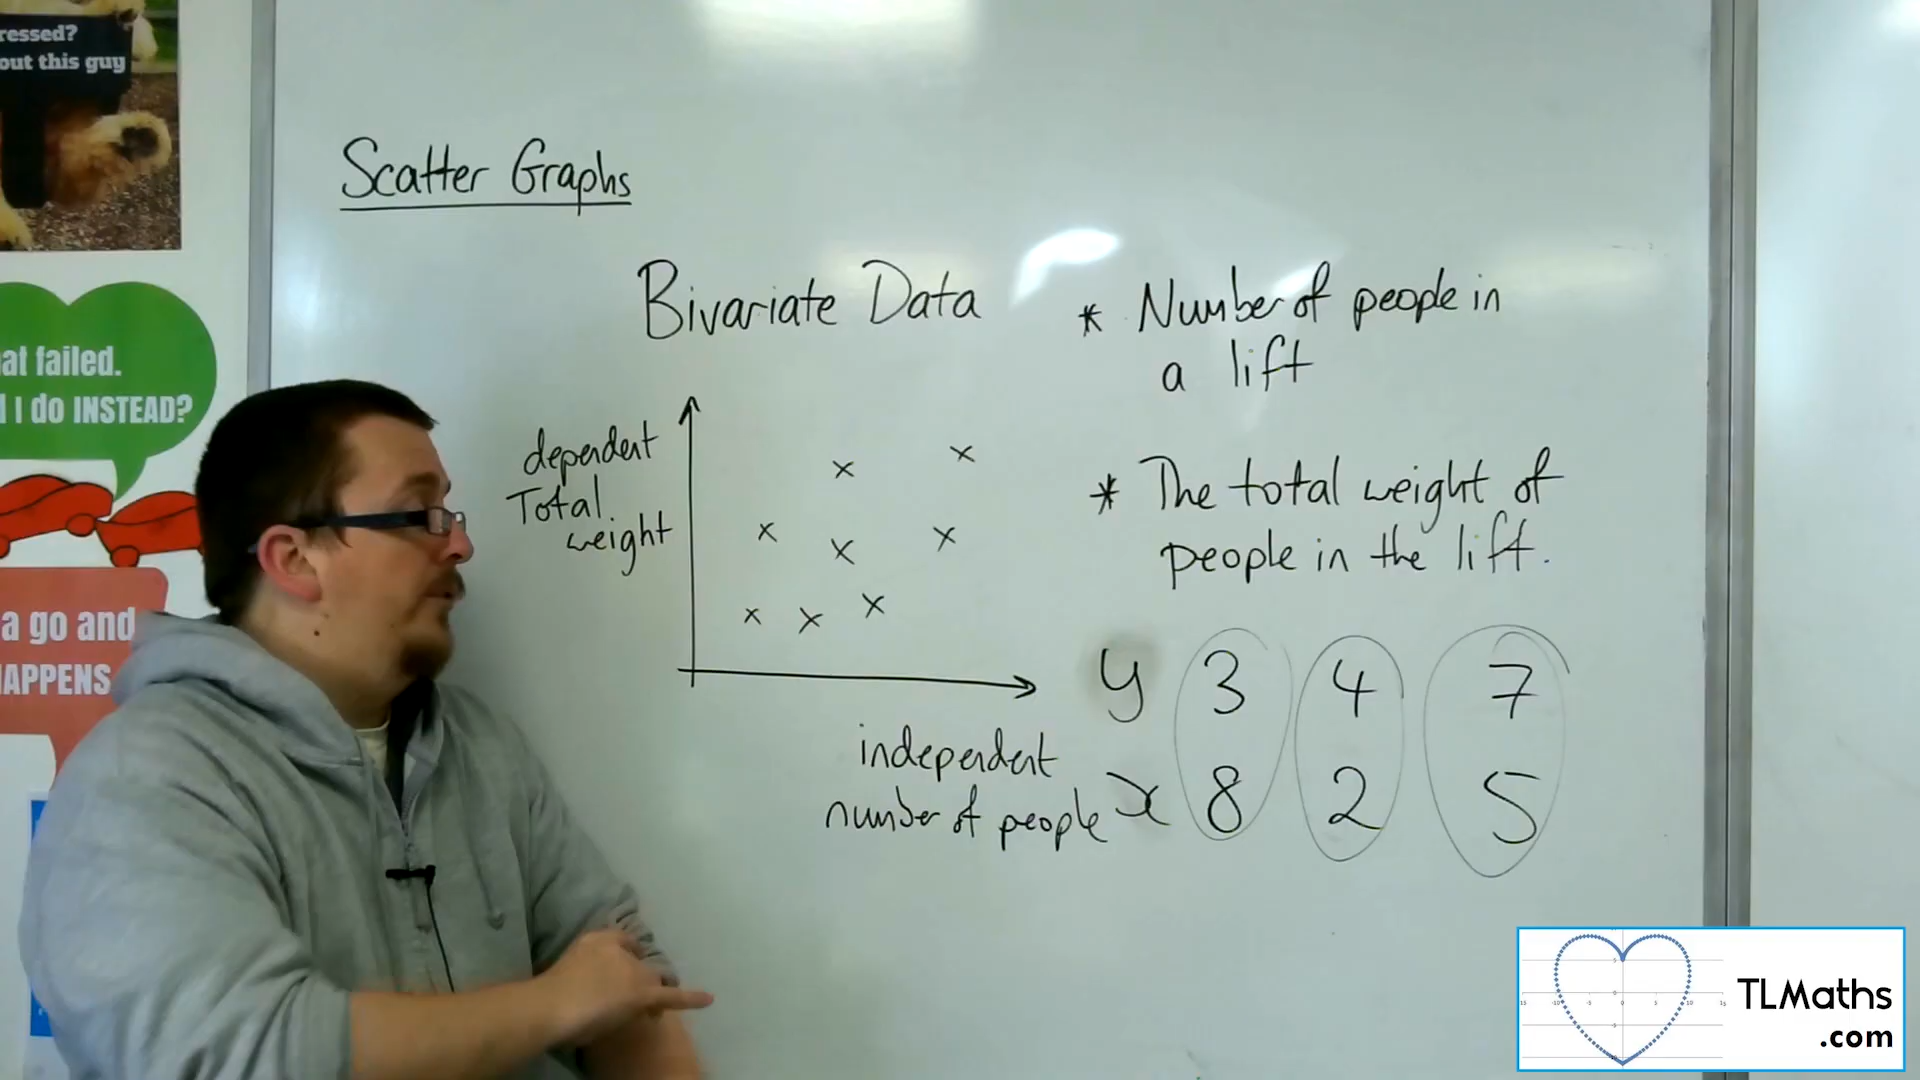 ressed?
out this guy
at failed.
I do INSTEAD?
a go and
HAPPENS
Scatter Graphs
Bivariate Data
dependent
Total
weight
independent
number of people
* Number of people in
a lift
* The total weight of
people in the lift.
y 3 4 7
x 8 2 5
TLMaths
.com